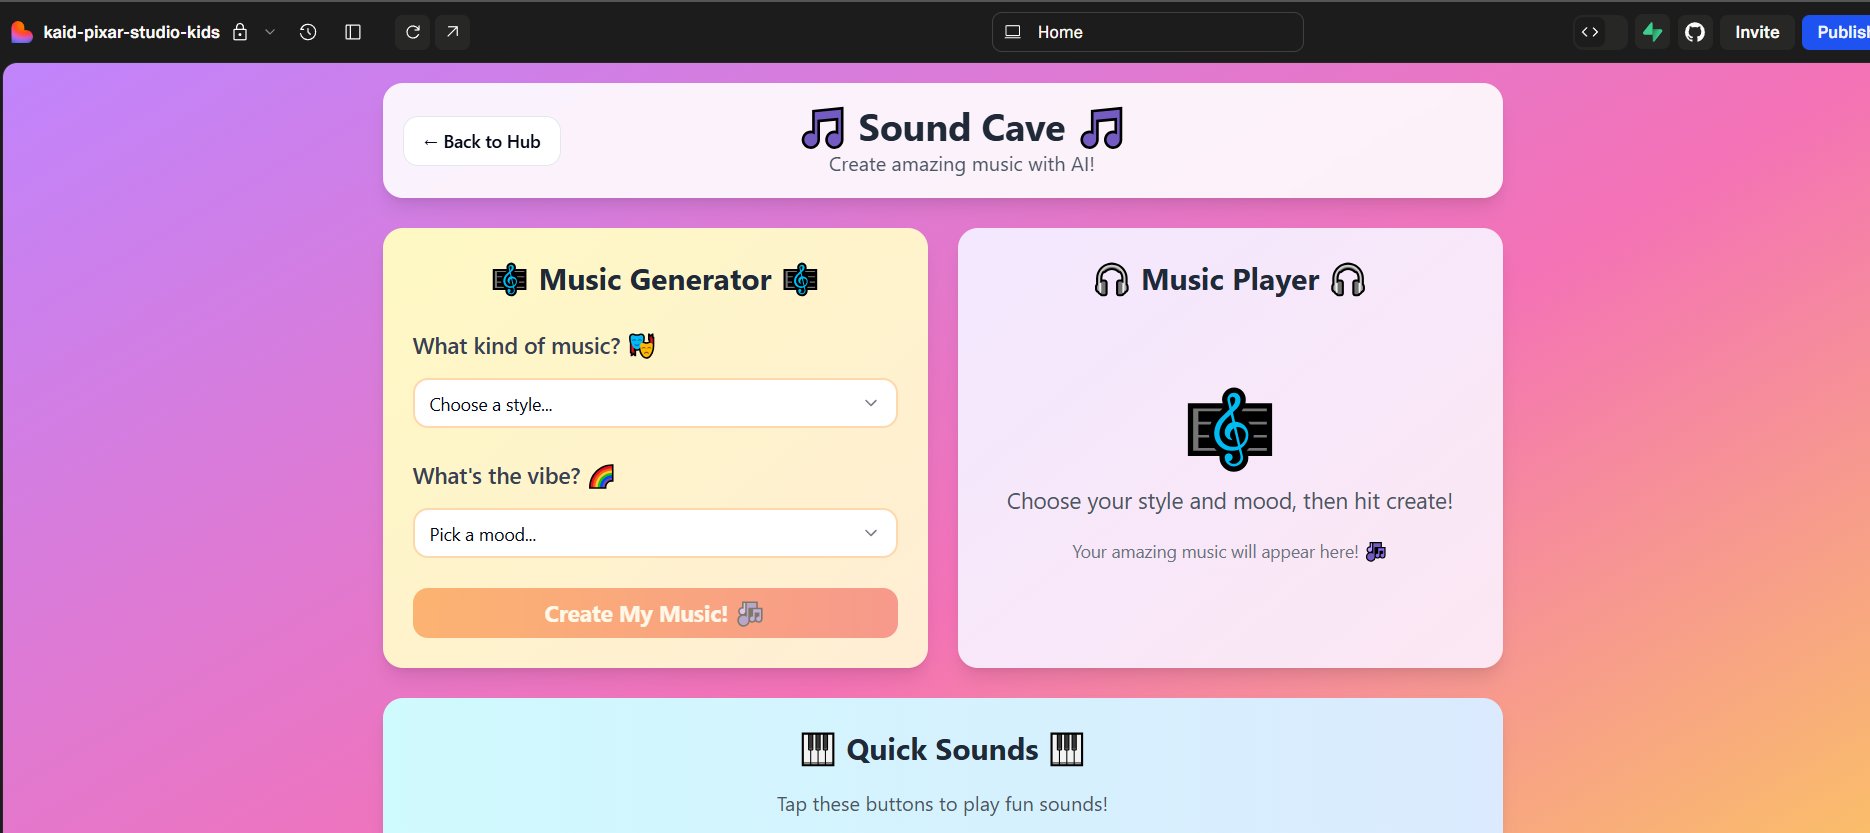 kaid-pixar-studio-kids
Home
Invite
Publish
← Back to Hub
Sound Cave
Create amazing music with AI!
Music Generator
What kind of music?
Choose a style...
What's the vibe?
Pick a mood...
Create My Music!
Music Player
Choose your style and mood, then hit create!
Your amazing music will appear here!
Quick Sounds
Tap these buttons to play fun sounds!